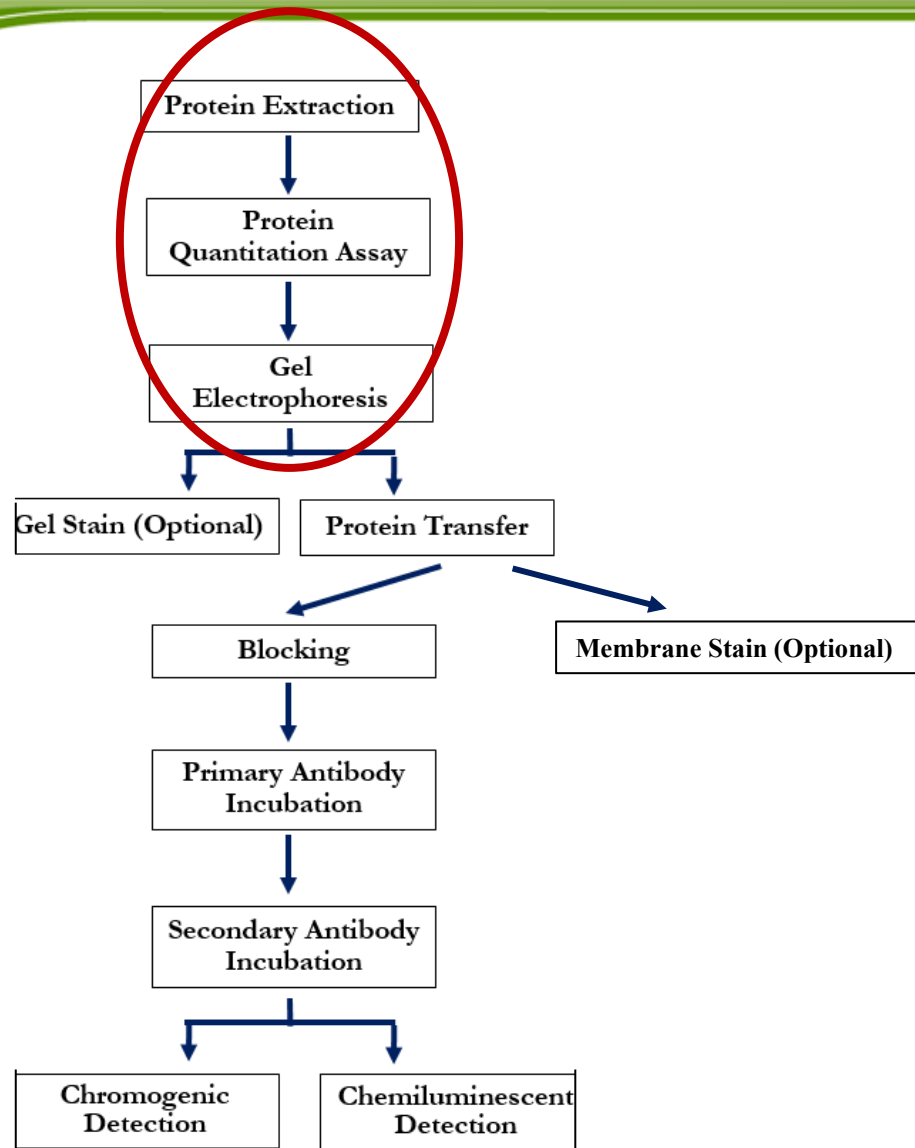 Protein Extraction
Protein
Quantitation Assay
Gel
Electrophoresis
Gel Stain (Optional)
Protein Transfer
Blocking
Membrane Stain (Optional)
Primary Antibody
Incubation
Secondary Antibody
Incubation
Chromogenic
Detection
Chemiluminescent
Detection